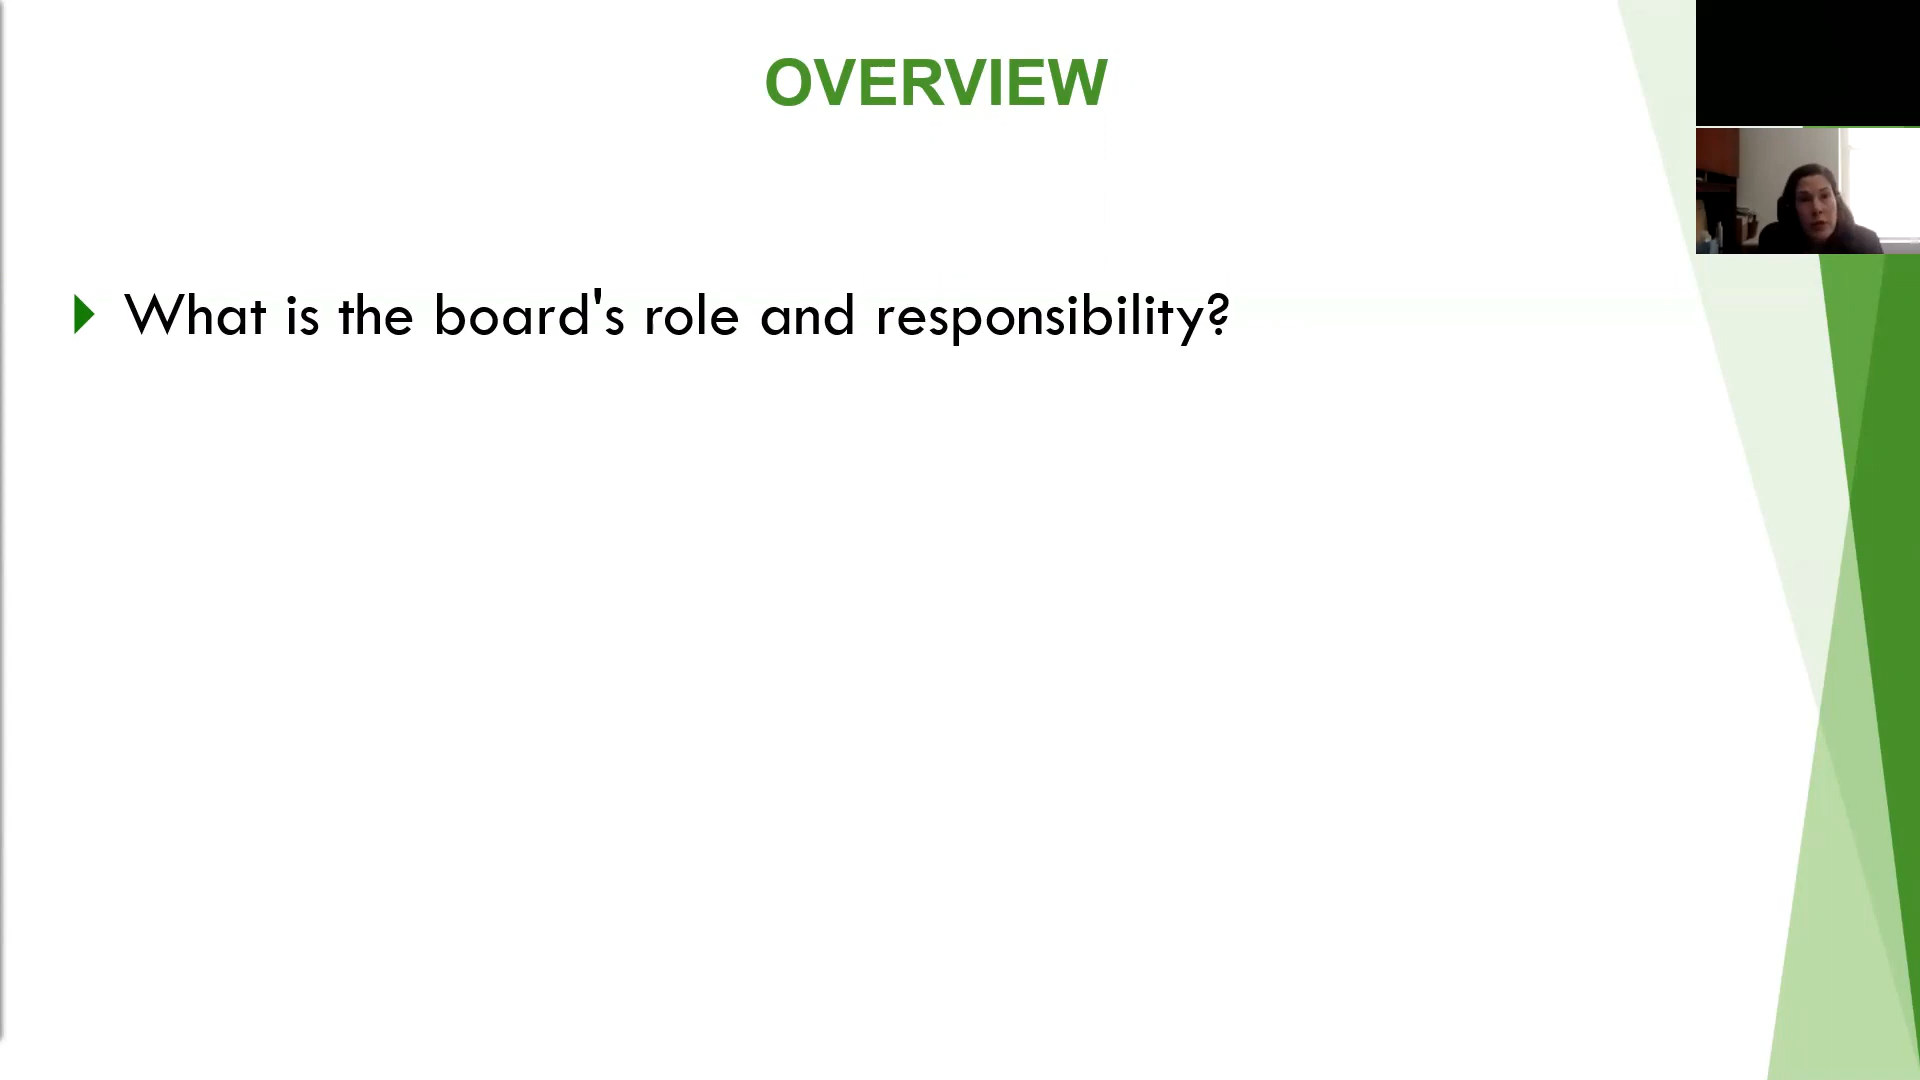 OVERVIEW
What is the board's role and responsibility?